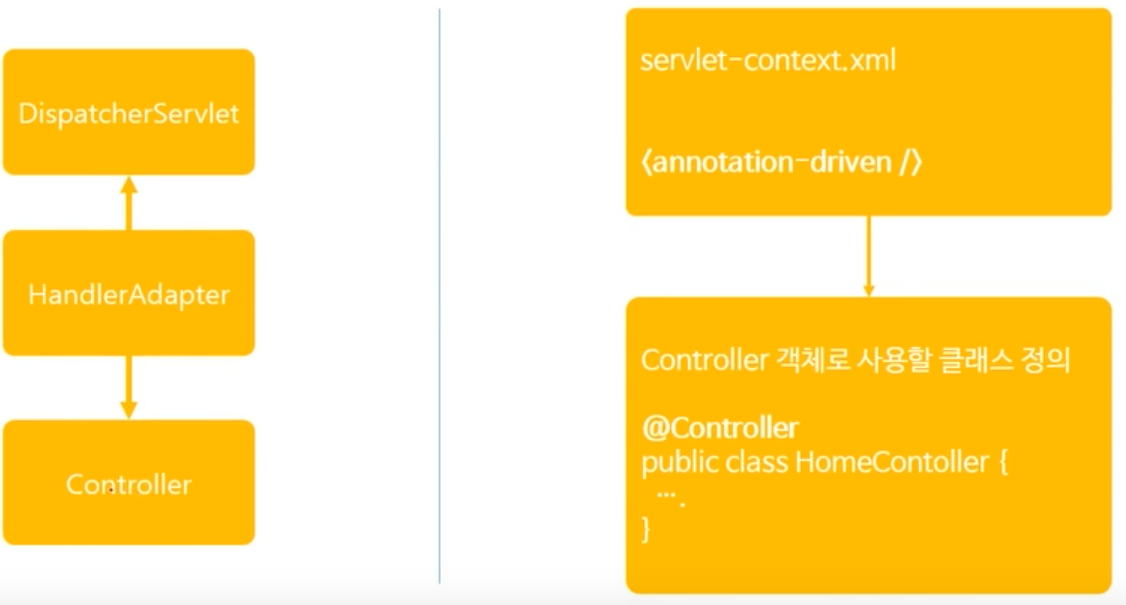 DispatcherServlet
HandlerAdapter
Controller
servlet-context.xml
<annotation-driven />
Controller 객체로 사용할 클래스 정의
@Controller
public class HomeContoller {
….
}